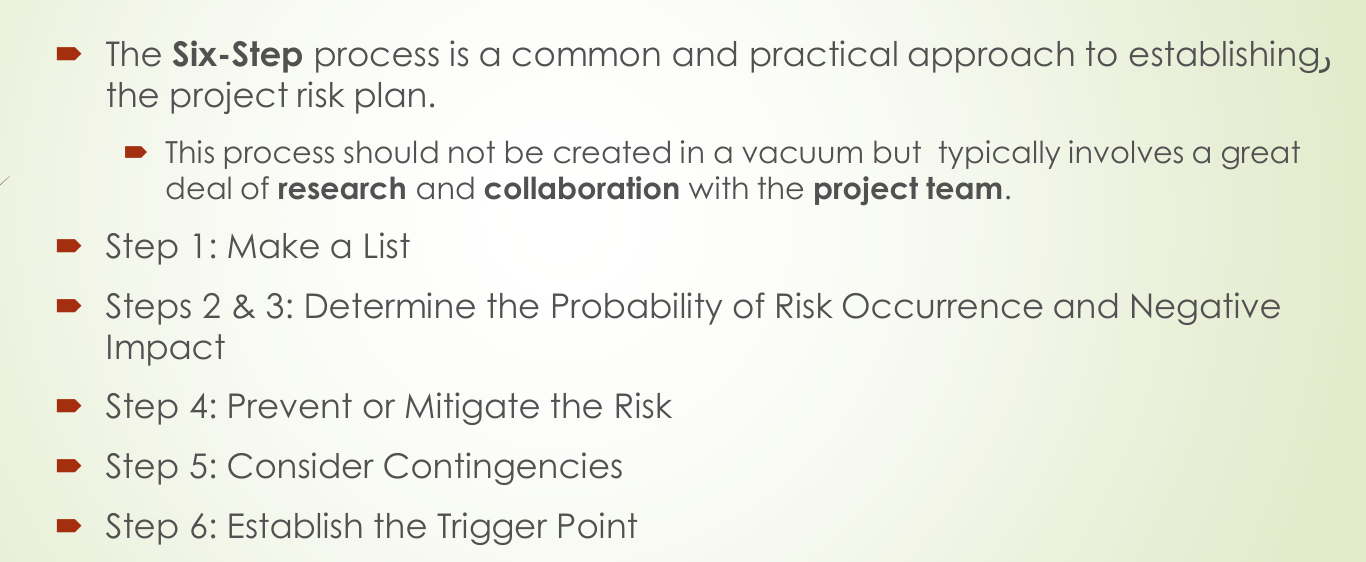 The Six-Step process is a common and practical approach to establishing,
the project risk plan.
This process should not be created in a vacuum but typically involves a great
deal of research and collaboration with the project team.
Step 1: Make a List
Steps 2 & 3: Determine the Probability of Risk Occurrence and Negative
Impact
Step 4: Prevent or Mitigate the Risk
Step 5: Consider Contingencies
Step 6: Establish the Trigger Point